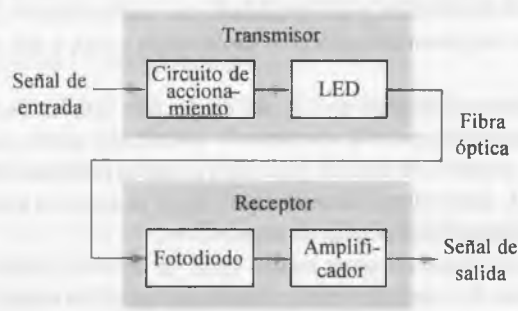 Transmisor
Señal de
entrada
Circuito de
acciona-
miento
LED
Fibra
óptica
Receptor
Fotodiodo
Amplifi-
cador
Señal de
salida